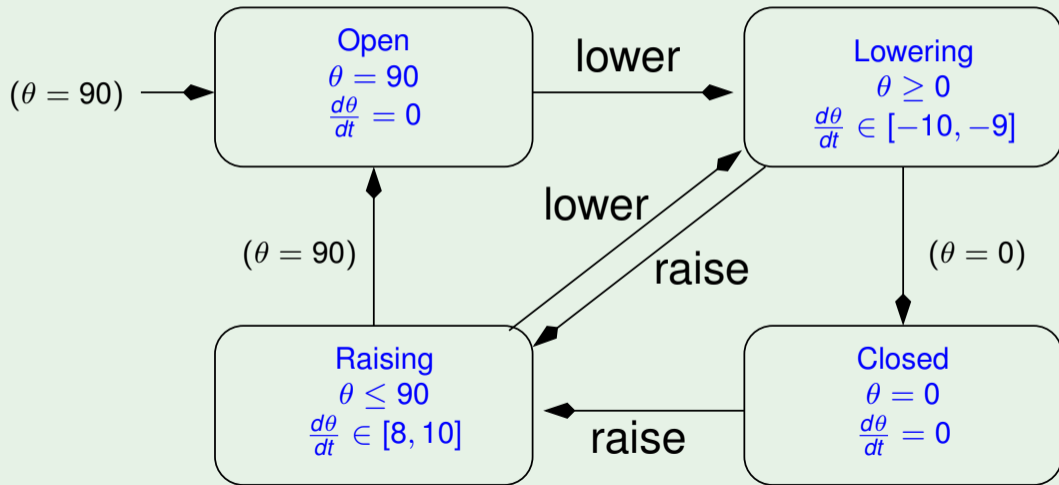 (θ = 90)
Open
θ = 90
dθ/dt = 0
lower
Lowering
θ ≥ 0
dθ/dt ∈ [−10, −9]
(θ = 90)
lower
raise
(θ = 0)
Raising
θ ≤ 90
dθ/dt ∈ [8, 10]
raise
Closed
θ = 0
dθ/dt = 0